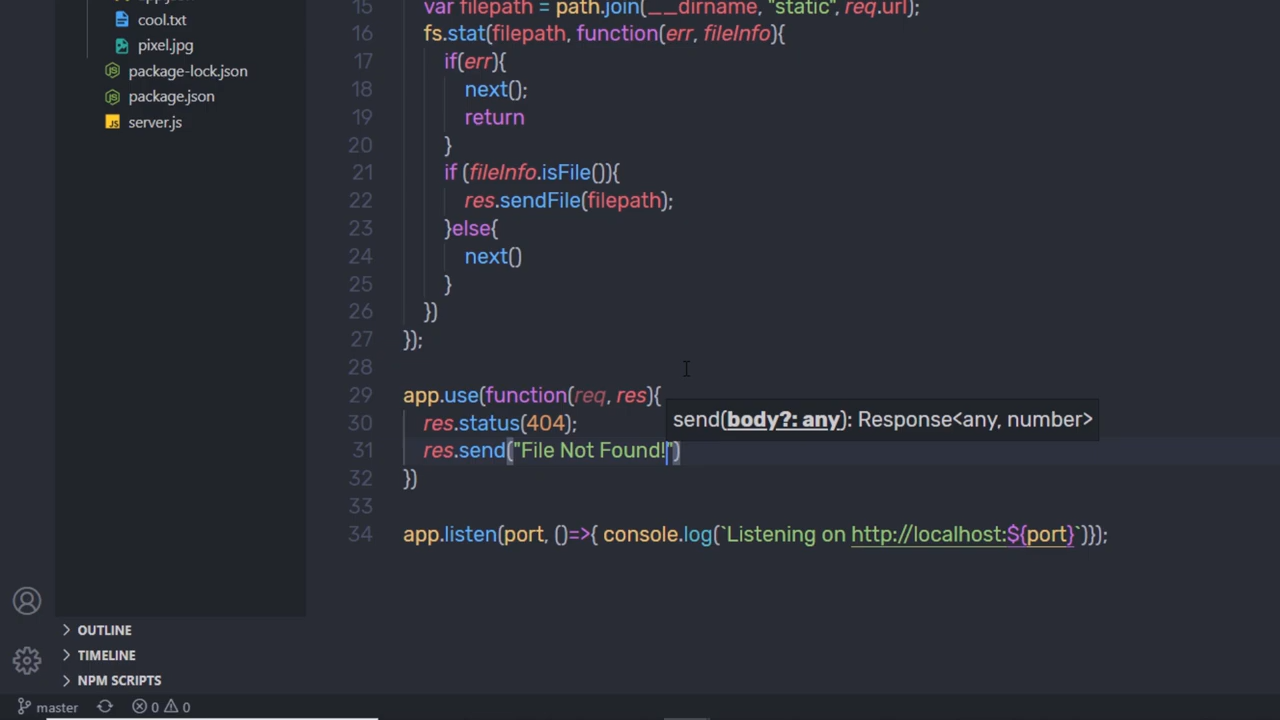 cool.txt
pixel.jpg
package-lock.json
package.json
server.js
OUTLINE
TIMELINE
NPM SCRIPTS
master 0 0
15 var filepath = path.join(__dirname, "static", req.url);
16 fs.stat(filepath, function(err, fileInfo){
17 if(err){
18 next();
19 return
20 }
21 if (fileInfo.isFile()){
22 res.sendFile(filepath);
23 }else{
24 next()
25 }
26 })
27 });
28
29 app.use(function(req, res){
30 res.status(404);
send(body?: any): Response<any, number>
31 res.send("File Not Found!")
32 })
33
34 app.listen(port, ()=>{ console.log(`Listening on http://localhost:${port}`)});